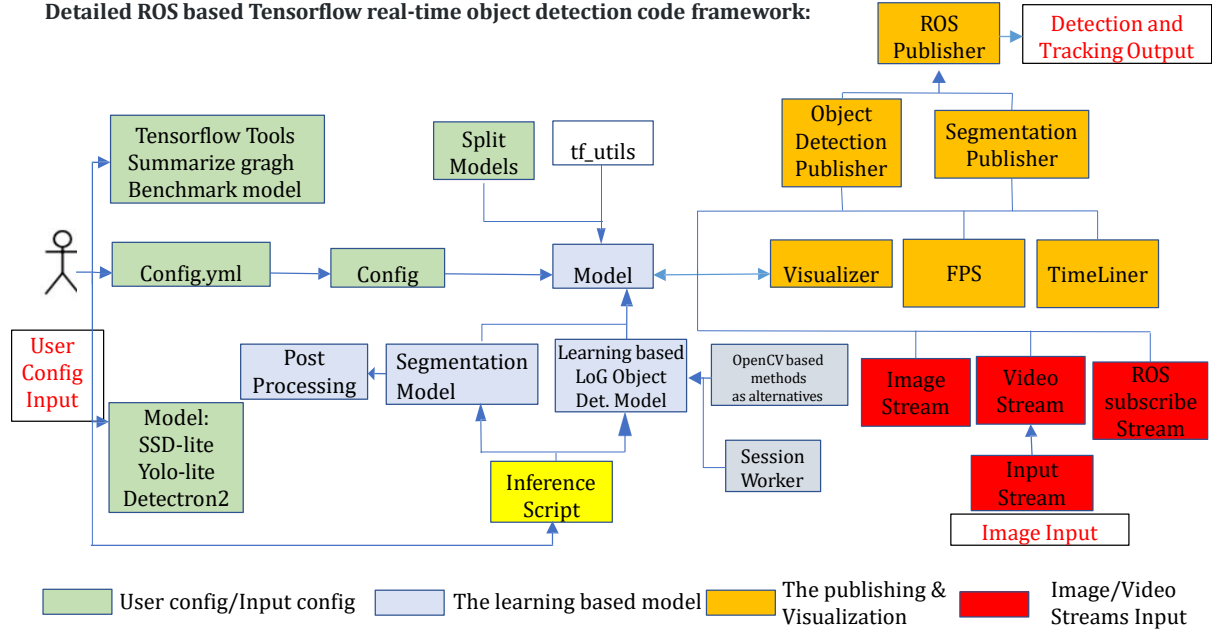 Detailed ROS based Tensorflow real-time object detection code framework:
ROS
Publisher
Detection and
Tracking Output
Tensorflow Tools
Summarize gragh
Benchmark model
Split
Models
tf_utils
Object
Detection
Publisher
Segmentation
Publisher
Config.yml
Config
Model
Visualizer
FPS
TimeLiner
User
Config
Input
Post
Processing
Segmentation
Model
Learning based
LoG Object
Det. Model
OpenCV based
methods
as alternatives
Image
Stream
Video
Stream
ROS
subscribe
Stream
Model:
SSD-lite
Yolo-lite
Detectron2
Inference
Script
Session
Worker
Input
Stream
Image Input
User config/Input config
The learning based model
The publishing &
Visualization
Image/Video
Streams Input